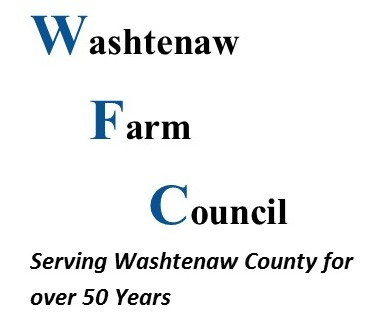 Washtenaw
Farm
Council
Serving Washtenaw County for
over 50 Years